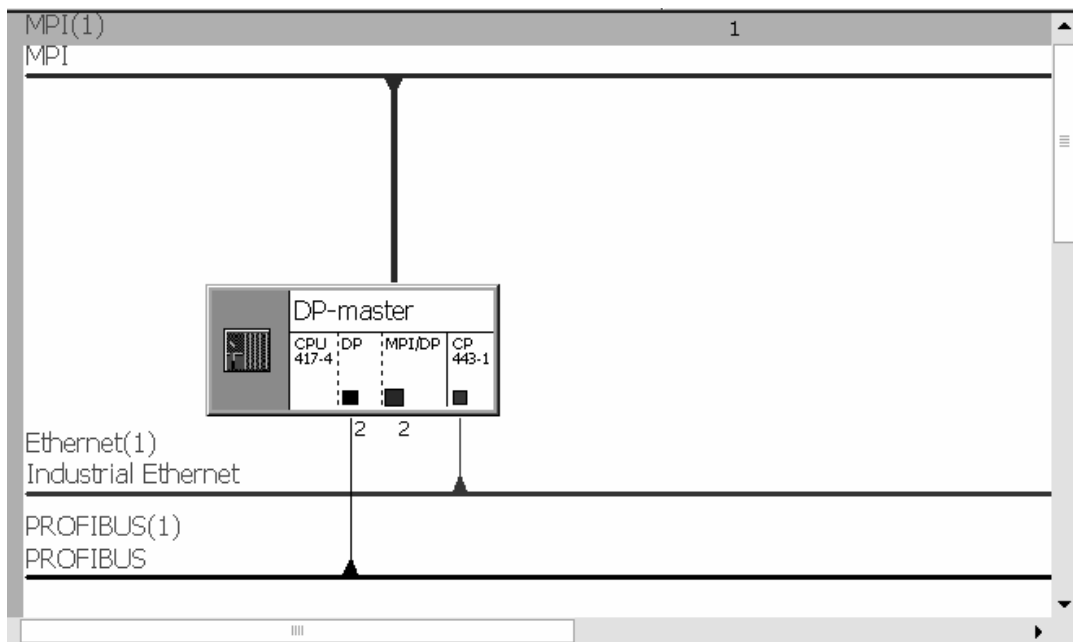 MPI(1)
1
MPI
DP-master
CPU DP MPI/DP CP
417-4 443-1
2 2
Ethernet(1)
Industrial Ethernet
PROFIBUS(1)
PROFIBUS